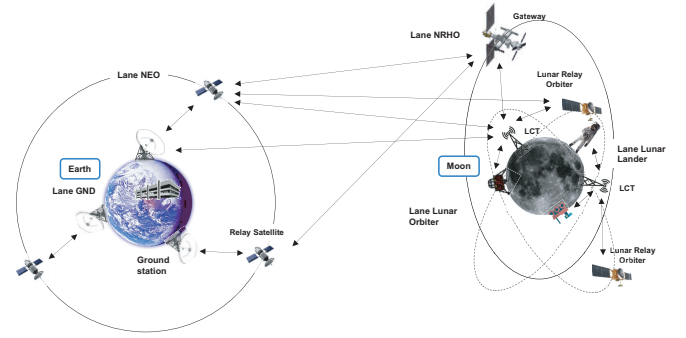 Gateway
Lane NRHO
Lane NEO
Lunar Relay
Orbiter
LCT
Earth
Moon
Lane Lunar
Lander
Lane GND
LCT
Lane Lunar
Orbiter
Relay Satellite
Ground
station
Lunar Relay
Orbiter